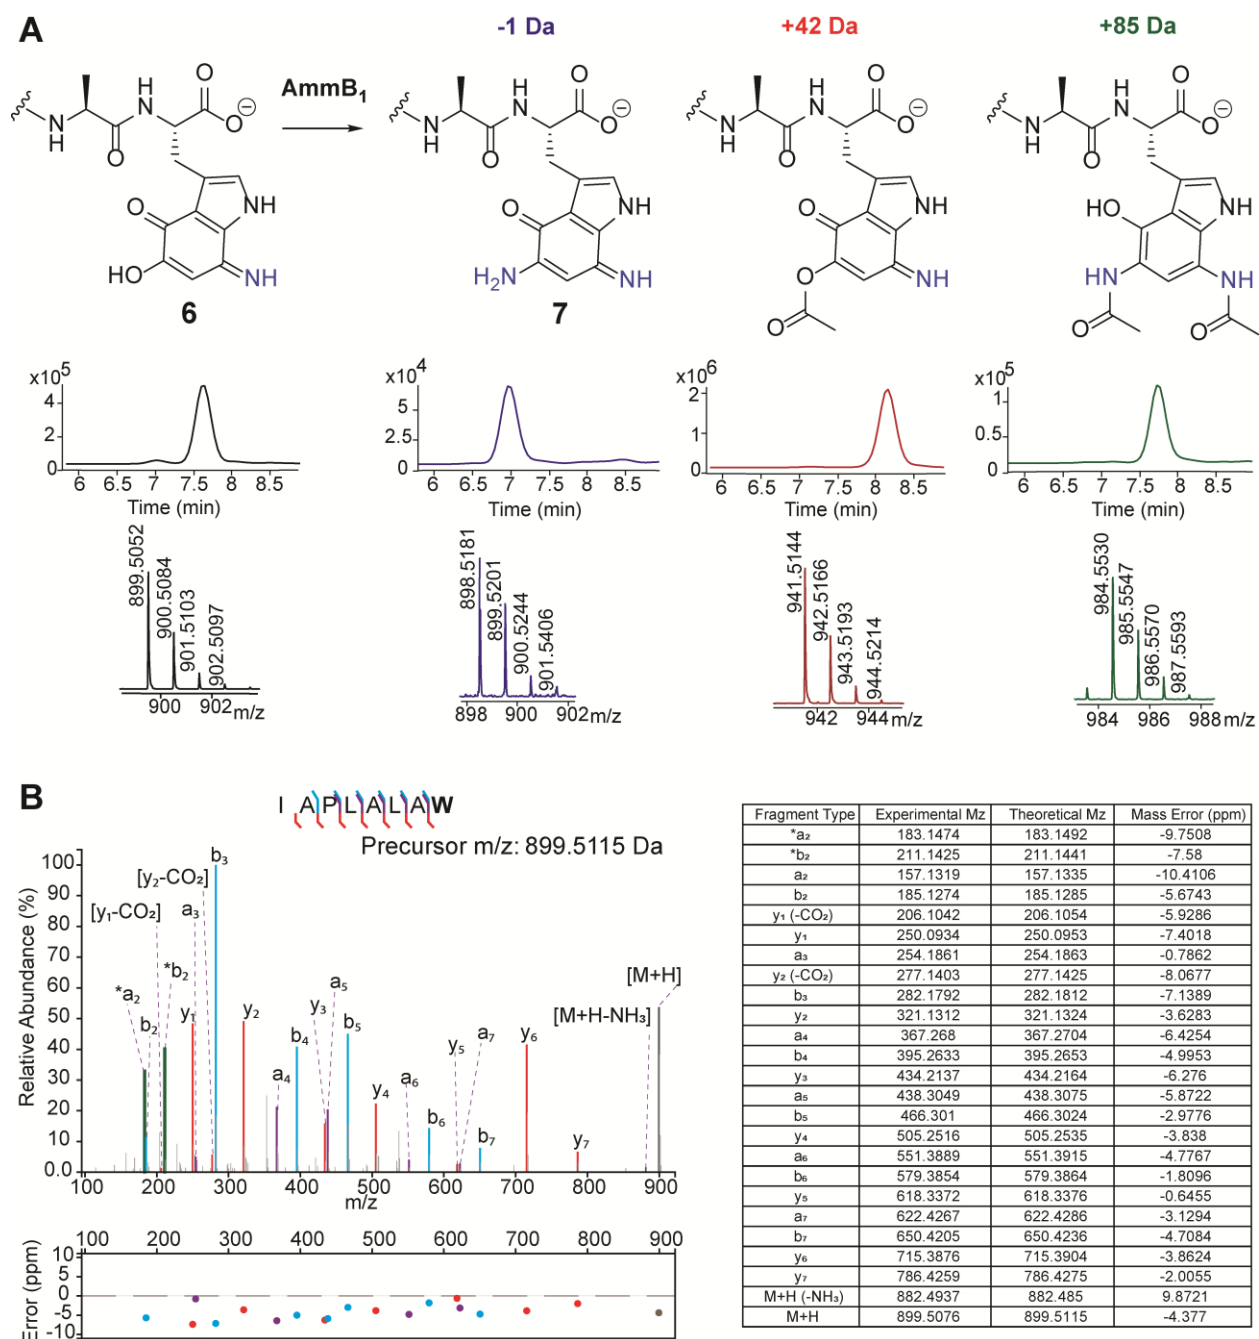 A
-1 Da
+42 Da
+85 Da
AmmB₁
N
H
O
H
N
O
O
⊖
O
NH
HO
NH
6
N
H
O
H
N
O
O
⊖
O
NH
H₂N
NH
7
N
H
O
H
N
O
O
⊖
O
NH
O
NH
O
N
H
O
H
N
O
O
⊖
HO
NH
HN
NH
O
O
x10⁵
4
2
0
6 6.5 7 7.5 8 8.5
Time (min)
x10⁴
5
2.5
0
6 6.5 7 7.5 8 8.5
Time (min)
x10⁶
2
1
0
6 6.5 7 7.5 8 8.5
Time (min)
x10⁵
1
0.5
0
6 6.5 7 7.5 8 8.5
Time (min)
899.5052
900.5084
901.5103
902.5097
900 902 m/z
898.5181
899.5201
900.5244
901.5406
898 900 902 m/z
941.5144
942.5166
943.5193
944.5214
942 944 m/z
984.5530
985.5547
986.5570
987.5593
984 986 988 m/z
B
I A P L A L A W
Precursor m/z: 899.5115 Da
Relative Abundance (%)
100
90
80
70
60
50
40
30
20
10
0.0
[y₁-CO₂]
[y₂-CO₂]
a₃
b₃
*a₂
*b₂
b₂
y₁
y₂
a₄
b₄
y₃
a₅
b₅
y₄
a₆
b₆
y₅
a₇
b₇
y₆
y₇
[M+H-NH₃]
[M+H]
200 300 400 500 600 700 800 900
m/z
100 200 300 400 500 600 700 800 900
Error (ppm)
10
5
0
-5
-10
Fragment Type Experimental Mz Theoretical Mz Mass Error (ppm)
*a₂ 183.1474 183.1492 -9.7508
*b₂ 211.1425 211.1441 -7.58
a₂ 157.1319 157.1335 -10.4106
b₂ 185.1274 185.1285 -5.6743
y₁ (-CO₂) 206.1042 206.1054 -5.9286
y₁ 250.0934 250.0953 -7.4018
a₃ 254.1861 254.1863 -0.7862
y₂ (-CO₂) 277.1403 277.1425 -8.0677
b₃ 282.1792 282.1812 -7.1389
y₂ 321.1312 321.1324 -3.6283
a₄ 367.268 367.2704 -6.4254
b₄ 395.2633 395.2653 -4.9953
y₃ 434.2137 434.2164 -6.276
a₅ 438.3049 438.3075 -5.8722
b₅ 466.301 466.3024 -2.9776
y₄ 505.2516 505.2535 -3.838
a₆ 551.3889 551.3915 -4.7767
b₆ 579.3854 579.3864 -1.8096
y₅ 618.3372 618.3376 -0.6455
a₇ 622.4267 622.4286 -3.1294
b₇ 650.4205 650.4236 -4.7084
y₆ 715.3876 715.3904 -3.8624
y₇ 786.4259 786.4275 -2.0055
M+H (-NH₃) 882.4937 882.485 9.8721
M+H 899.5076 899.5115 -4.377